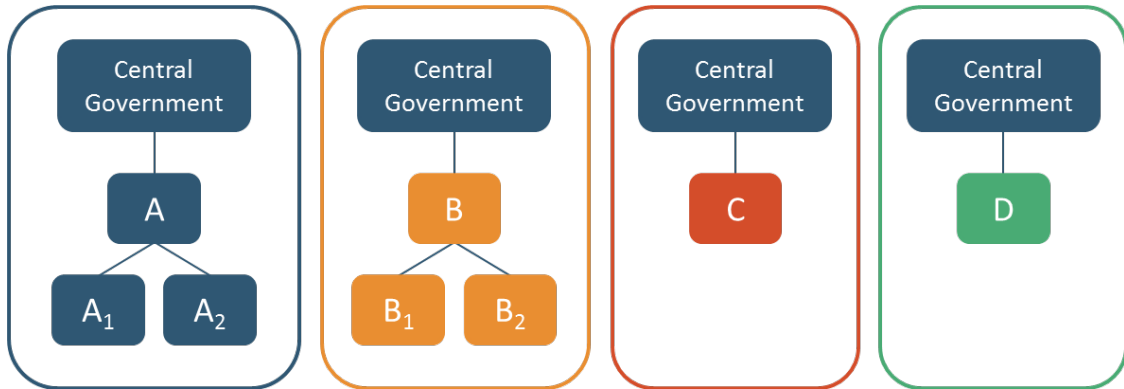 Central
Government
A
A₁
A₂
Central
Government
B
B₁
B₂
Central
Government
C
Central
Government
D